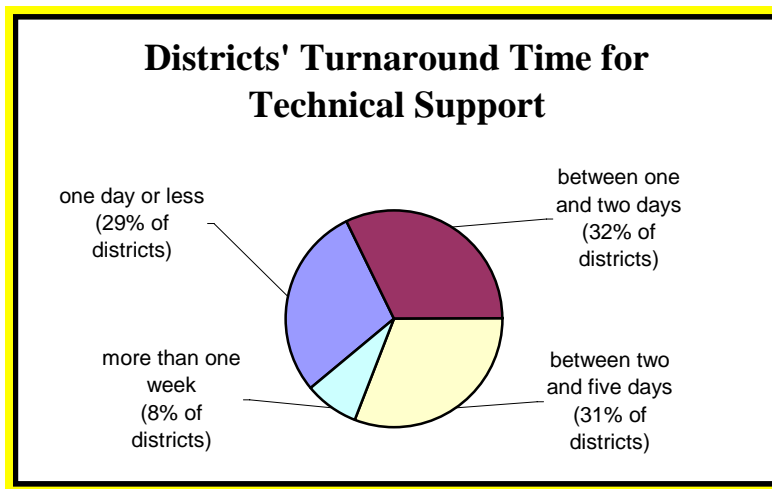 Districts' Turnaround Time for
Technical Support
one day or less
(29% of
districts)
between one
and two days
(32% of
districts)
more than one
week
(8% of
districts)
between two
and five days
(31% of
districts)